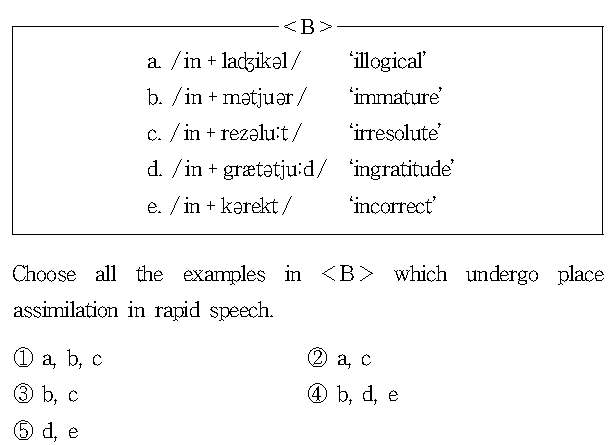 <B>
a. /in + laʤikəl/ 'illogical'
b. /in + mətjuər/ 'immature'
c. /in + rezəlu:t/ 'irresolute'
d. /in + grætətju:d/ 'ingratitude'
e. /in + kərekt/ 'incorrect'
Choose all the examples in <B> which undergo place
assimilation in rapid speech.
① a, b, c ② a, c
③ b, c ④ b, d, e
⑤ d, e